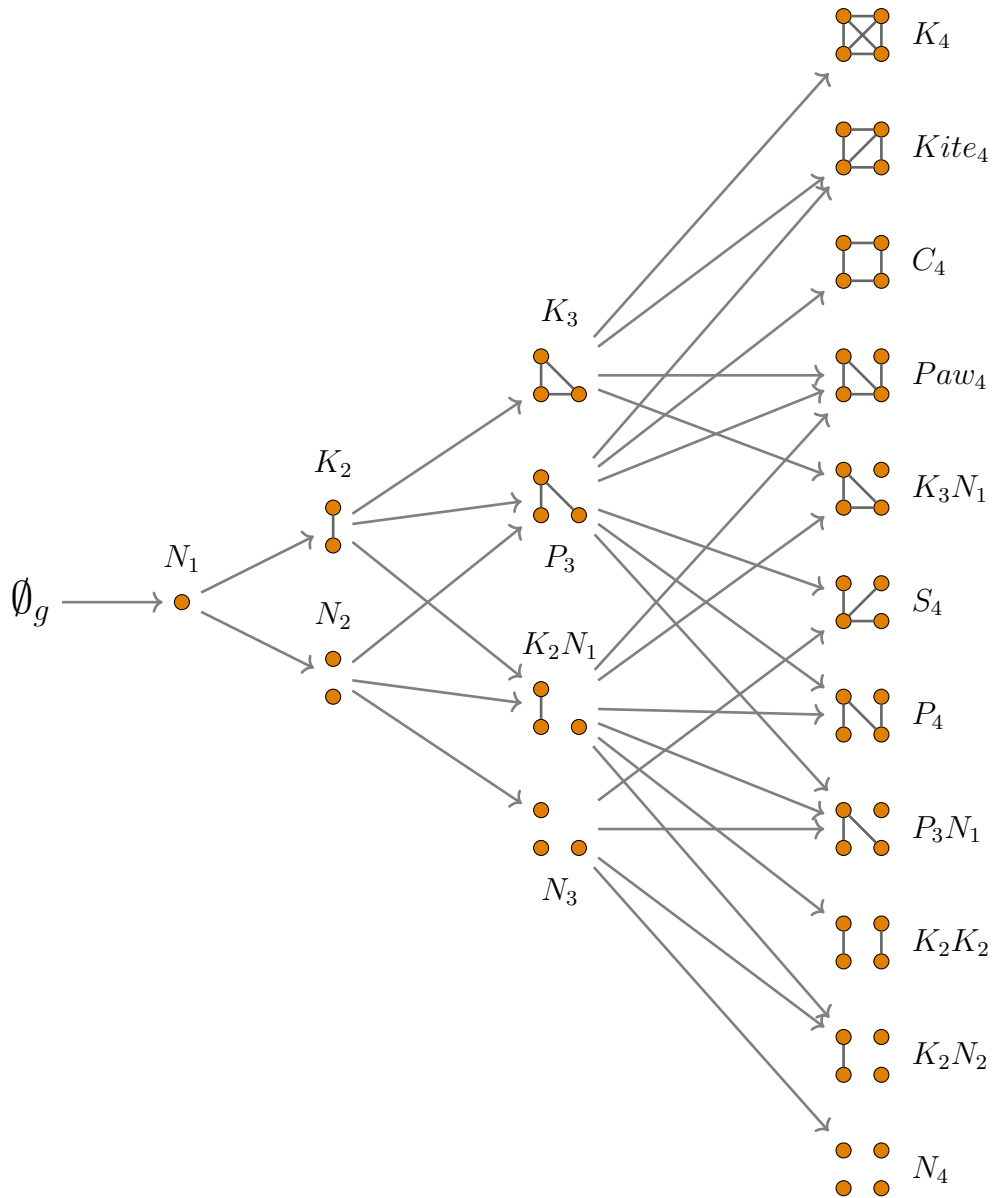 ∅_g
N_1
K_2
N_2
K_3
P_3
K_2N_1
N_3
K_4
Kite_4
C_4
Paw_4
K_3N_1
S_4
P_4
P_3N_1
K_2K_2
K_2N_2
N_4